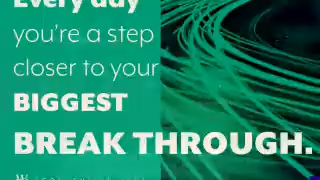 Every day
you're a step
closer to your
BIGGEST
BREAK THROUGH.